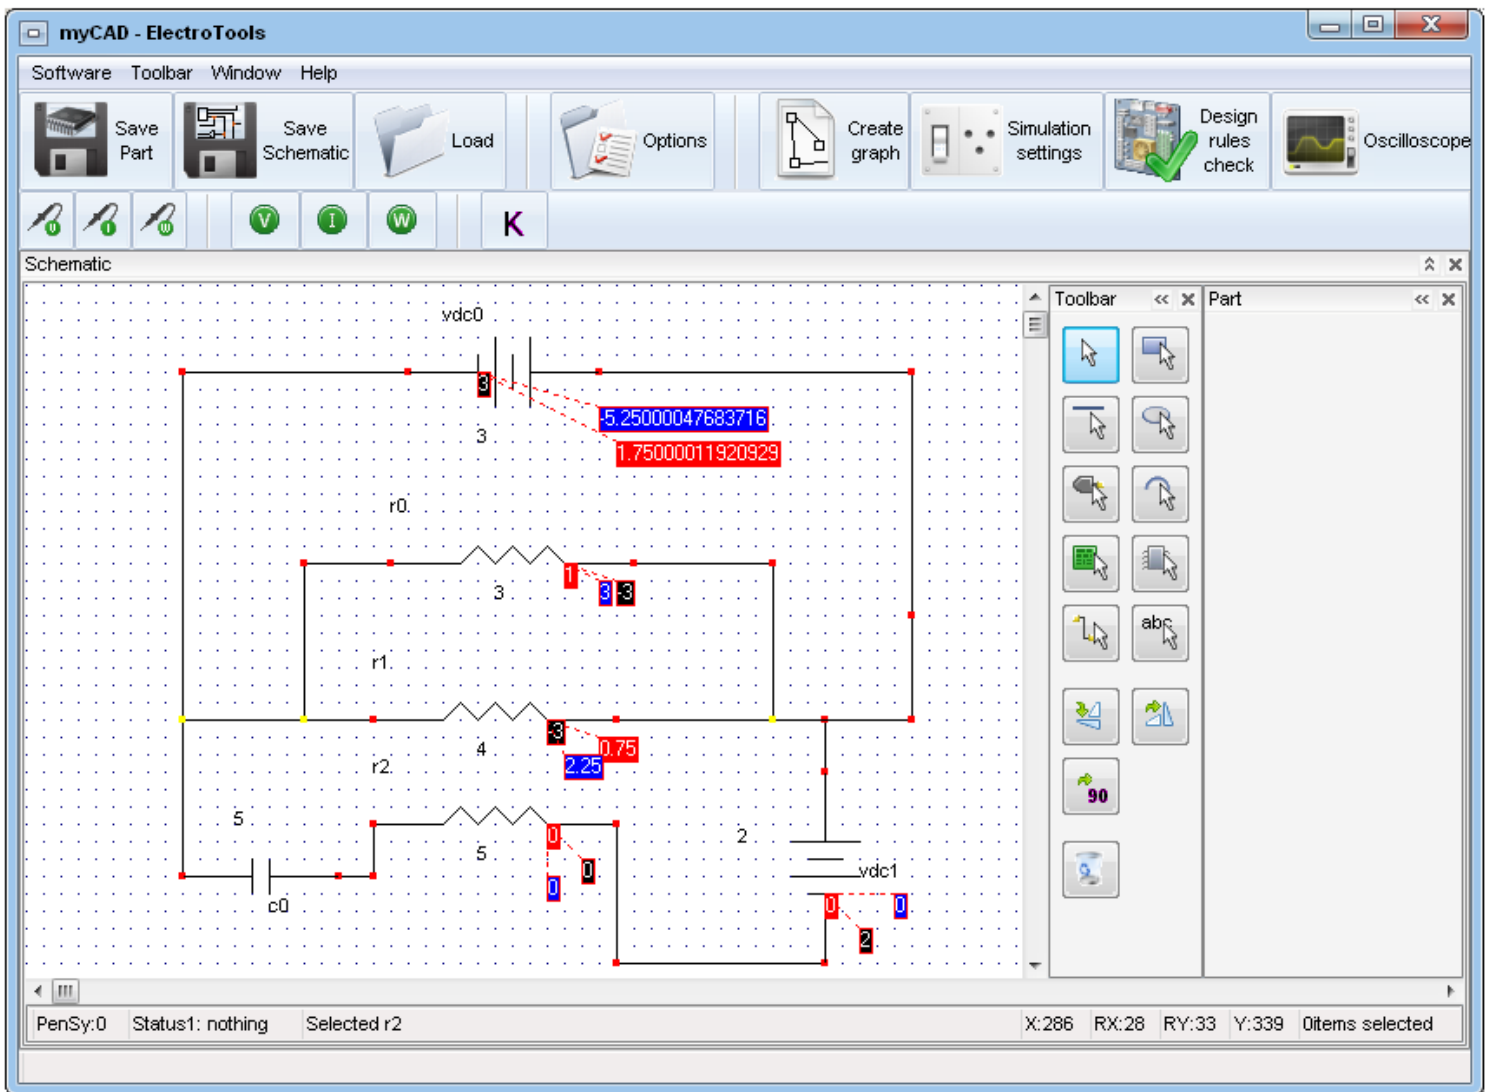 myCAD - ElectroTools
Software Toolbar Window Help
Save Part
Save Schematic
Load
Options
Create graph
Simulation settings
Design rules check
Oscilloscope
V I W
V I W K
Schematic
Toolbar
Part
vdc0
3
-5.25000047683716
3
1.75000011920929
r0
1
3
3
-3
r1
-3
4
0.75
r2
2.25
5
0
2
5
0
vdc1
0
c0
0
0
2
abc
90
PenSy:0 Status1: nothing Selected r2 X:286 RX:28 RY:33 Y:339 0items selected